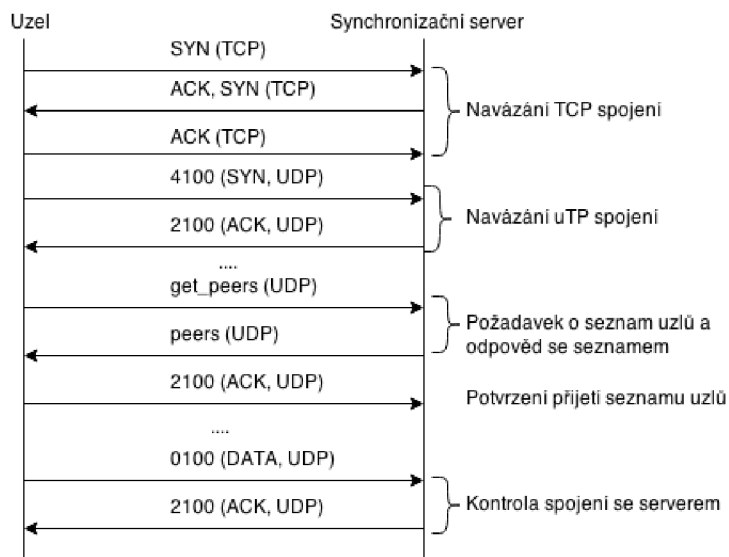 Uzel
Synchronizační server
SYN (TCP)
ACK, SYN (TCP)
Navázání TCP spojení
ACK (TCP)
4100 (SYN, UDP)
Navázání uTP spojení
2100 (ACK, UDP)
....
get_peers (UDP)
Požadavek o seznam uzlů a
odpověd se seznamem
peers (UDP)
2100 (ACK, UDP)
Potvrzení přijetí seznamu uzlů
....
0100 (DATA, UDP)
Kontrola spojení se serverem
2100 (ACK, UDP)